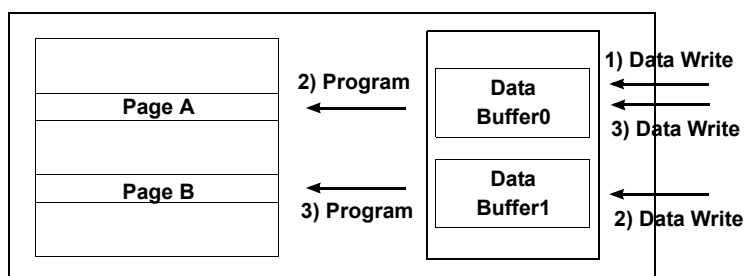 1) Data Write
2) Program
Data
Buffer0
Page A
3) Data Write
Page B
Data
Buffer1
3) Program
2) Data Write